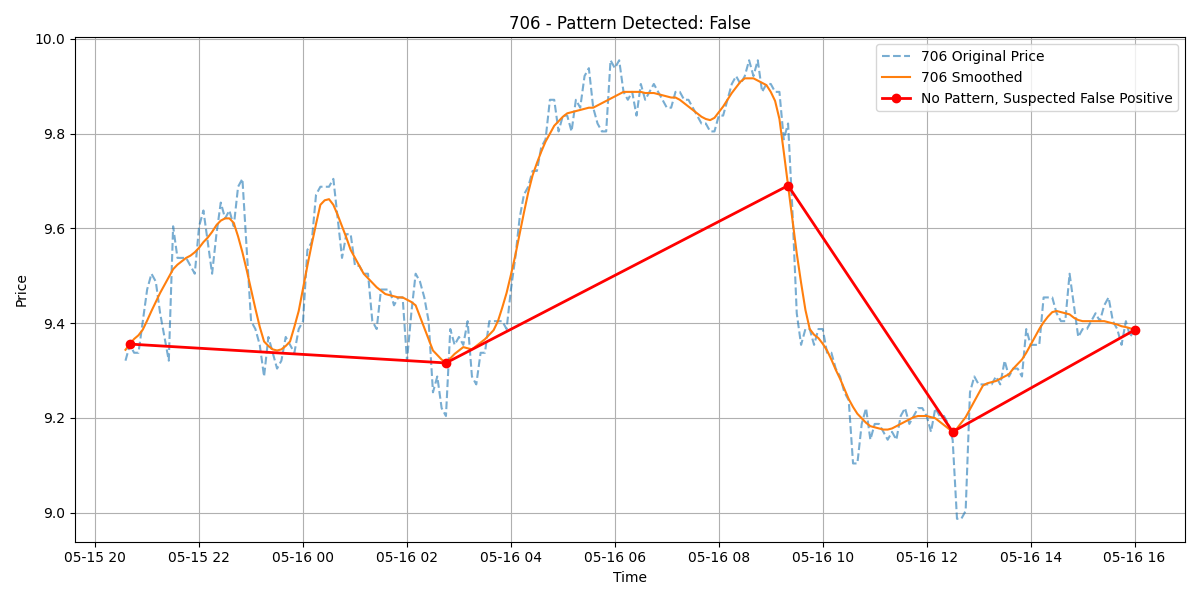 706 - Pattern Detected: False
706 Original Price
706 Smoothed
No Pattern, Suspected False Positive
Price
10.0
9.8
9.6
9.4
9.2
9.0
05-15 20 05-15 22 05-16 00 05-16 02 05-16 04 05-16 06 05-16 08 05-16 10 05-16 12 05-16 14 05-16 16
Time